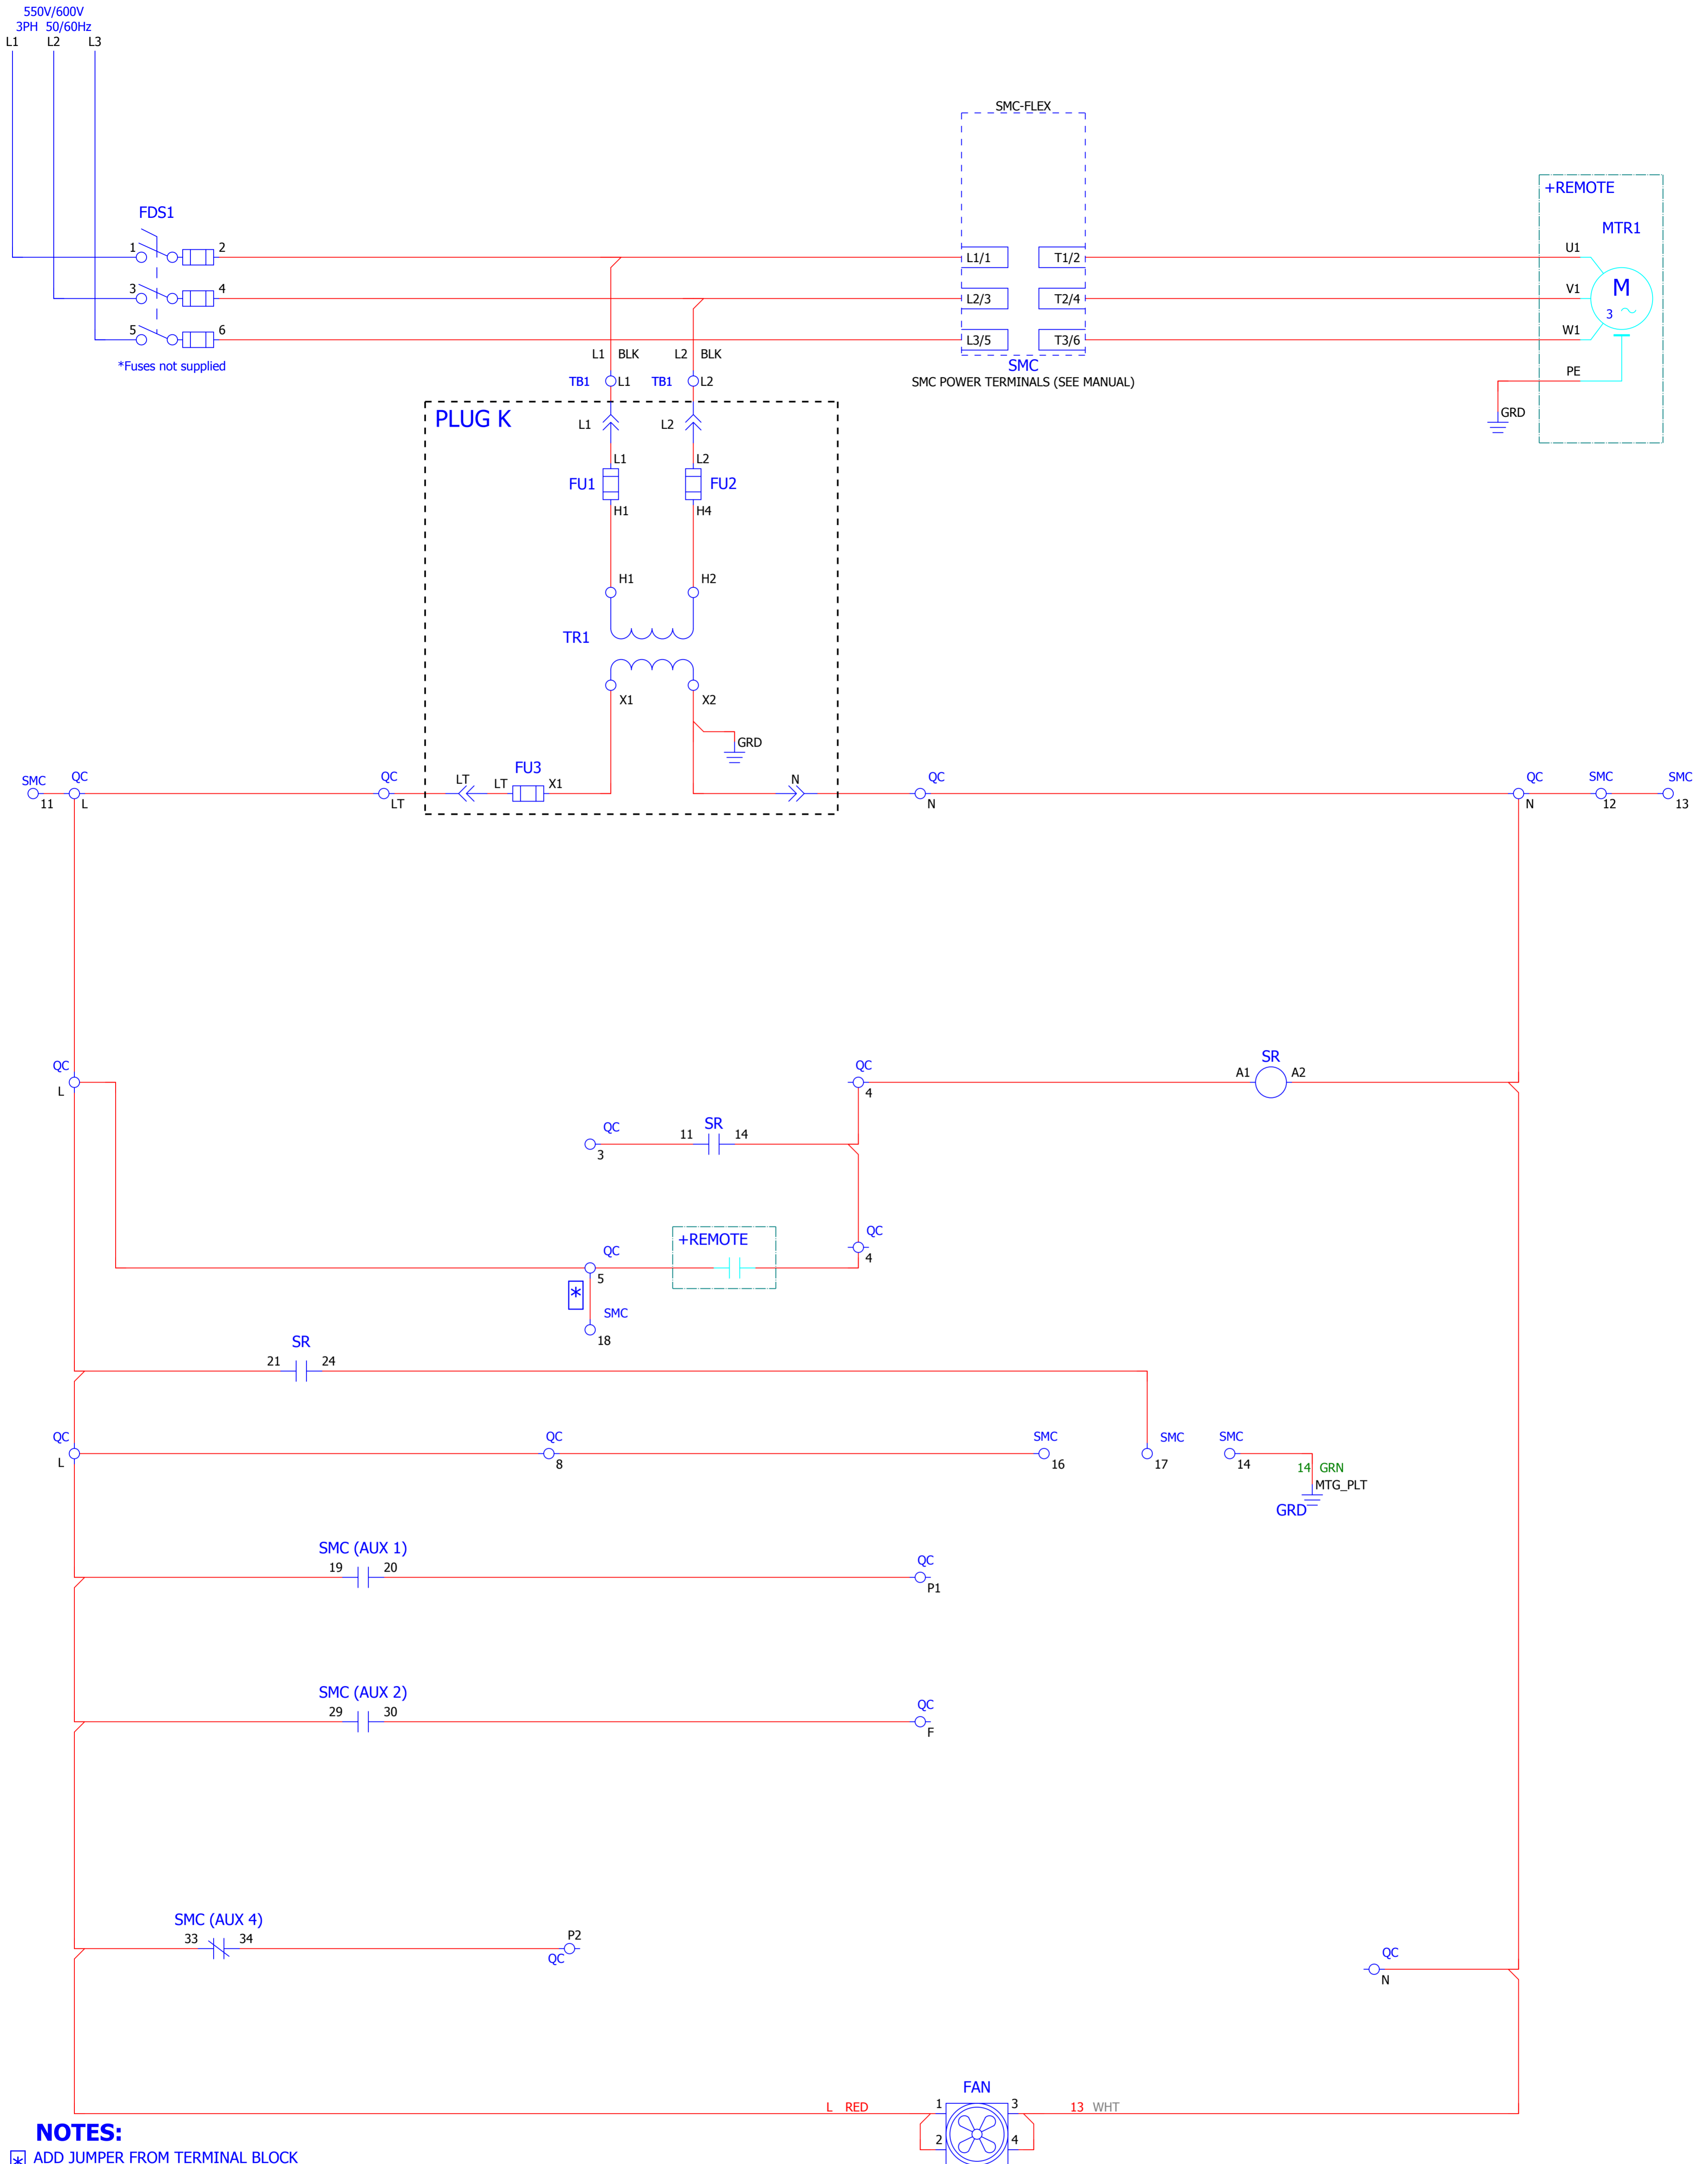 550V/600V
3PH 50/60Hz
L1 L2 L3
SMC-FLEX
+REMOTE
FDS1
MTR1
1 2 L1/1 T1/2 U1
3 4 L2/3 T2/4 V1
M
3
5 6 L3/5 T3/6 W1
*Fuses not supplied
L1 BLK L2 BLK
SMC
SMC POWER TERMINALS (SEE MANUAL)
PE
TB1 L1 TB1 L2
GRD
PLUG K
L1 L2
L1 L2
FU1 FU2
H1 H4
H1 H2
TR1
X1 X2
GRD
SMC QC QC LT LT FU3 X1 N QC QC SMC SMC
11 L LT N N 12 13
QC QC SR
L 4 A1 A2
QC 11 SR 14
3
QC
4
+REMOTE
QC
5
*
SMC
18
SR
21 24
QC QC SMC SMC SMC
L 8 16 17 14
14 GRN
MTG_PLT
GRD
SMC (AUX 1)
19 20 QC
P1
SMC (AUX 2)
29 30 QC
F
SMC (AUX 4)
33 34 P2
QC
QC
N
FAN
L RED 1 3 13 WHT
2 4
NOTES:
* ADD JUMPER FROM TERMINAL BLOCK